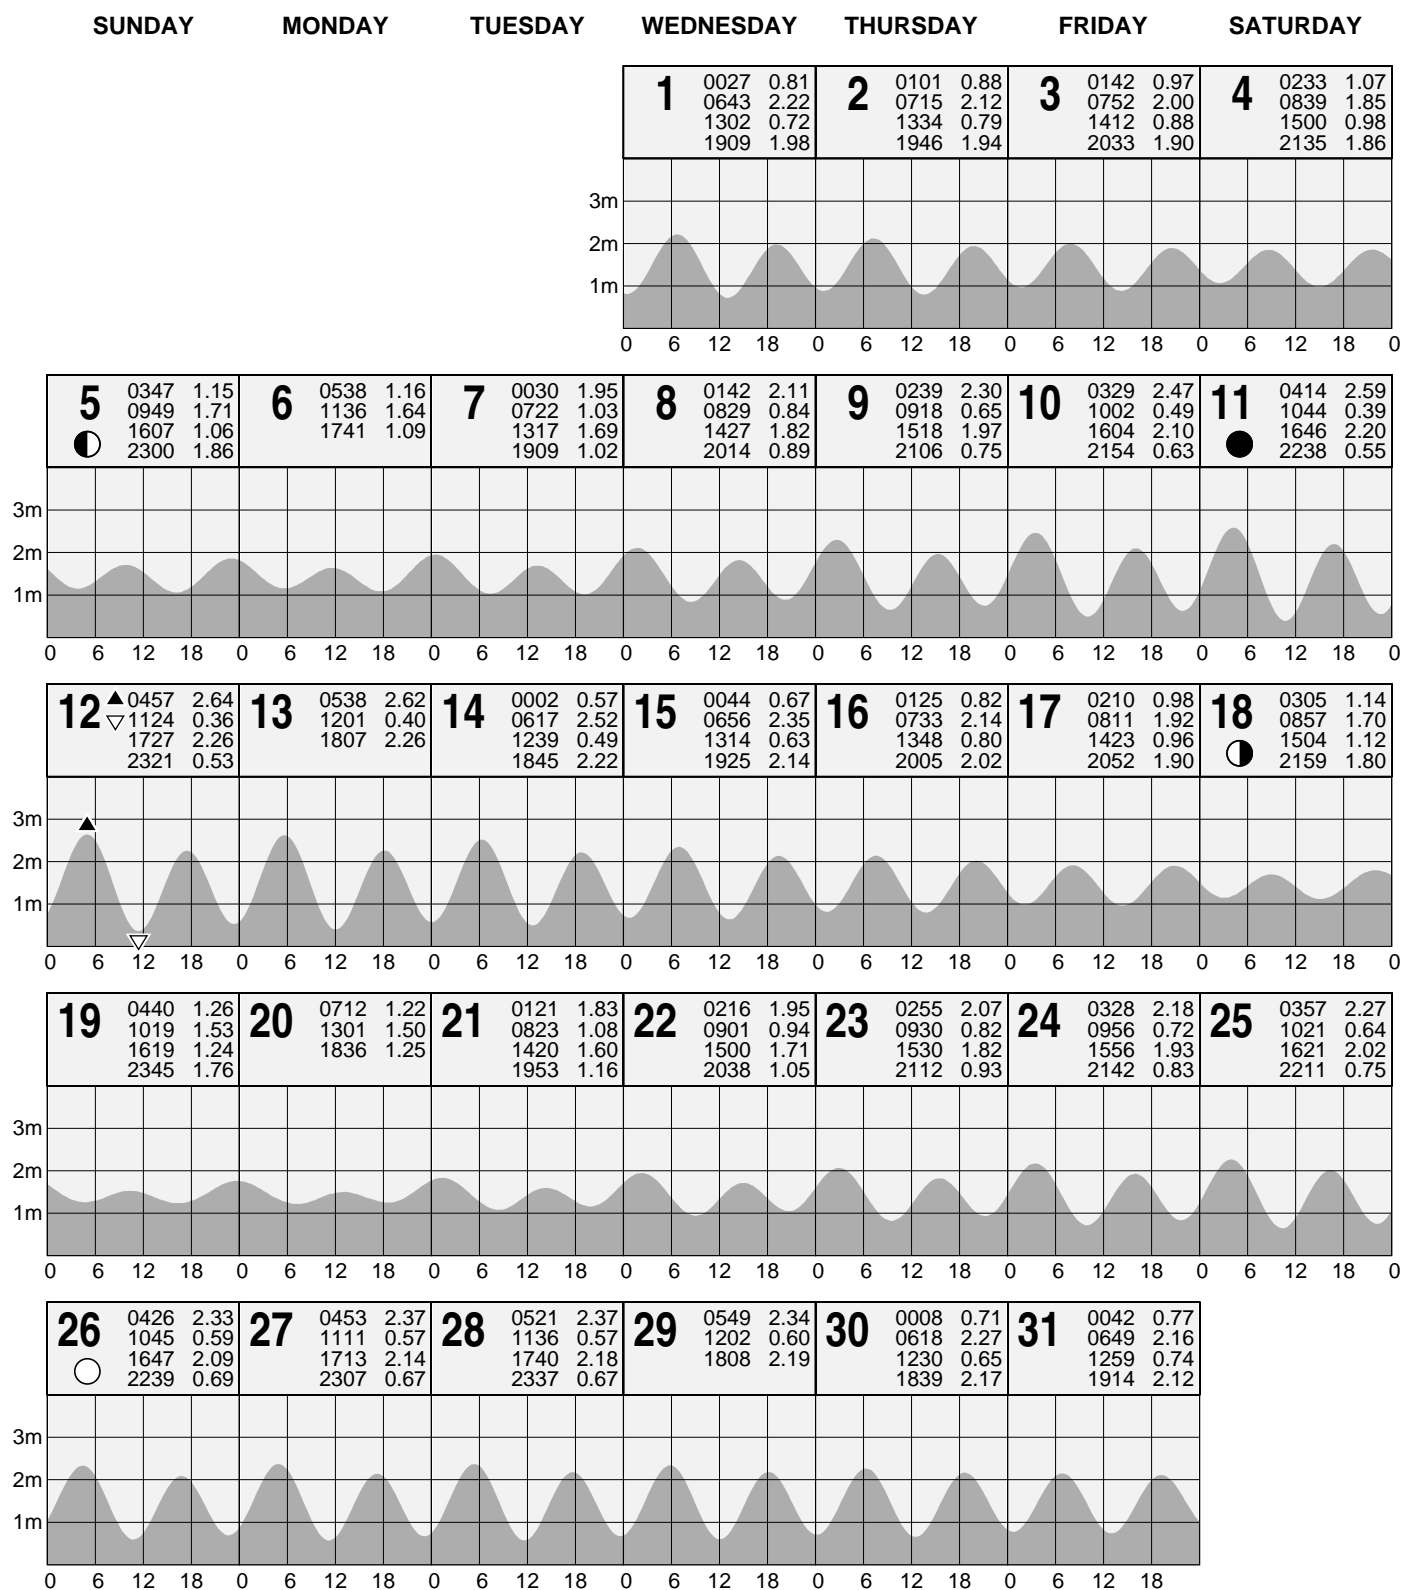 SUNDAY MONDAY TUESDAY WEDNESDAY THURSDAY FRIDAY SATURDAY
1 0027 0.81 2 0101 0.88 3 0142 0.97 4 0233 1.07
0643 2.22 0715 2.12 0752 2.00 0839 1.85
1302 0.72 1334 0.79 1412 0.88 1500 0.98
1909 1.98 1946 1.94 2033 1.90 2135 1.86
3m
2m
1m
0 6 12 18 0 6 12 18 0 6 12 18 0 6 12 18 0
5 0347 1.15 6 0538 1.16 7 0030 1.95 8 0142 2.11 9 0239 2.30 10 0329 2.47 11 0414 2.59
0949 1.71 1136 1.64 0722 1.03 0829 0.84 0918 0.65 1002 0.49 1044 0.39
1607 1.06 1741 1.09 1317 1.69 1427 1.82 1518 1.97 1604 2.10 1646 2.20
2300 1.86 1909 1.02 2014 0.89 2106 0.75 2154 0.63 2238 0.55
3m
2m
1m
0 6 12 18 0 6 12 18 0 6 12 18 0 6 12 18 0 6 12 18 0 6 12 18 0 6 12 18 0
12 0457 2.64 13 0538 2.62 14 0002 0.57 15 0044 0.67 16 0125 0.82 17 0210 0.98 18 0305 1.14
1124 0.36 1201 0.40 0617 2.52 0656 2.35 0733 2.14 0811 1.92 0857 1.70
1727 2.26 1807 2.26 1239 0.49 1314 0.63 1348 0.80 1423 0.96 1504 1.12
2321 0.53 1845 2.22 1925 2.14 2005 2.02 2052 1.90 2159 1.80
3m
2m
1m
0 6 12 18 0 6 12 18 0 6 12 18 0 6 12 18 0 6 12 18 0 6 12 18 0 6 12 18 0
19 0440 1.26 20 0712 1.22 21 0121 1.83 22 0216 1.95 23 0255 2.07 24 0328 2.18 25 0357 2.27
1019 1.53 1301 1.50 0823 1.08 0901 0.94 0930 0.82 0956 0.72 1021 0.64
1619 1.24 1836 1.25 1420 1.60 1500 1.71 1530 1.82 1556 1.93 1621 2.02
2345 1.76 1953 1.16 2038 1.05 2112 0.93 2142 0.83 2211 0.75
3m
2m
1m
0 6 12 18 0 6 12 18 0 6 12 18 0 6 12 18 0 6 12 18 0 6 12 18 0 6 12 18 0
26 0426 2.33 27 0453 2.37 28 0521 2.37 29 0549 2.34 30 0008 0.71 31 0042 0.77
1045 0.59 1111 0.57 1136 0.57 1202 0.60 0618 2.27 0649 2.16
1647 2.09 1713 2.14 1740 2.18 1808 2.19 1230 0.65 1259 0.74
2239 0.69 2307 0.67 2337 0.67 1839 2.17 1914 2.12
3m
2m
1m
0 6 12 18 0 6 12 18 0 6 12 18 0 6 12 18 0 6 12 18 0 6 12 18